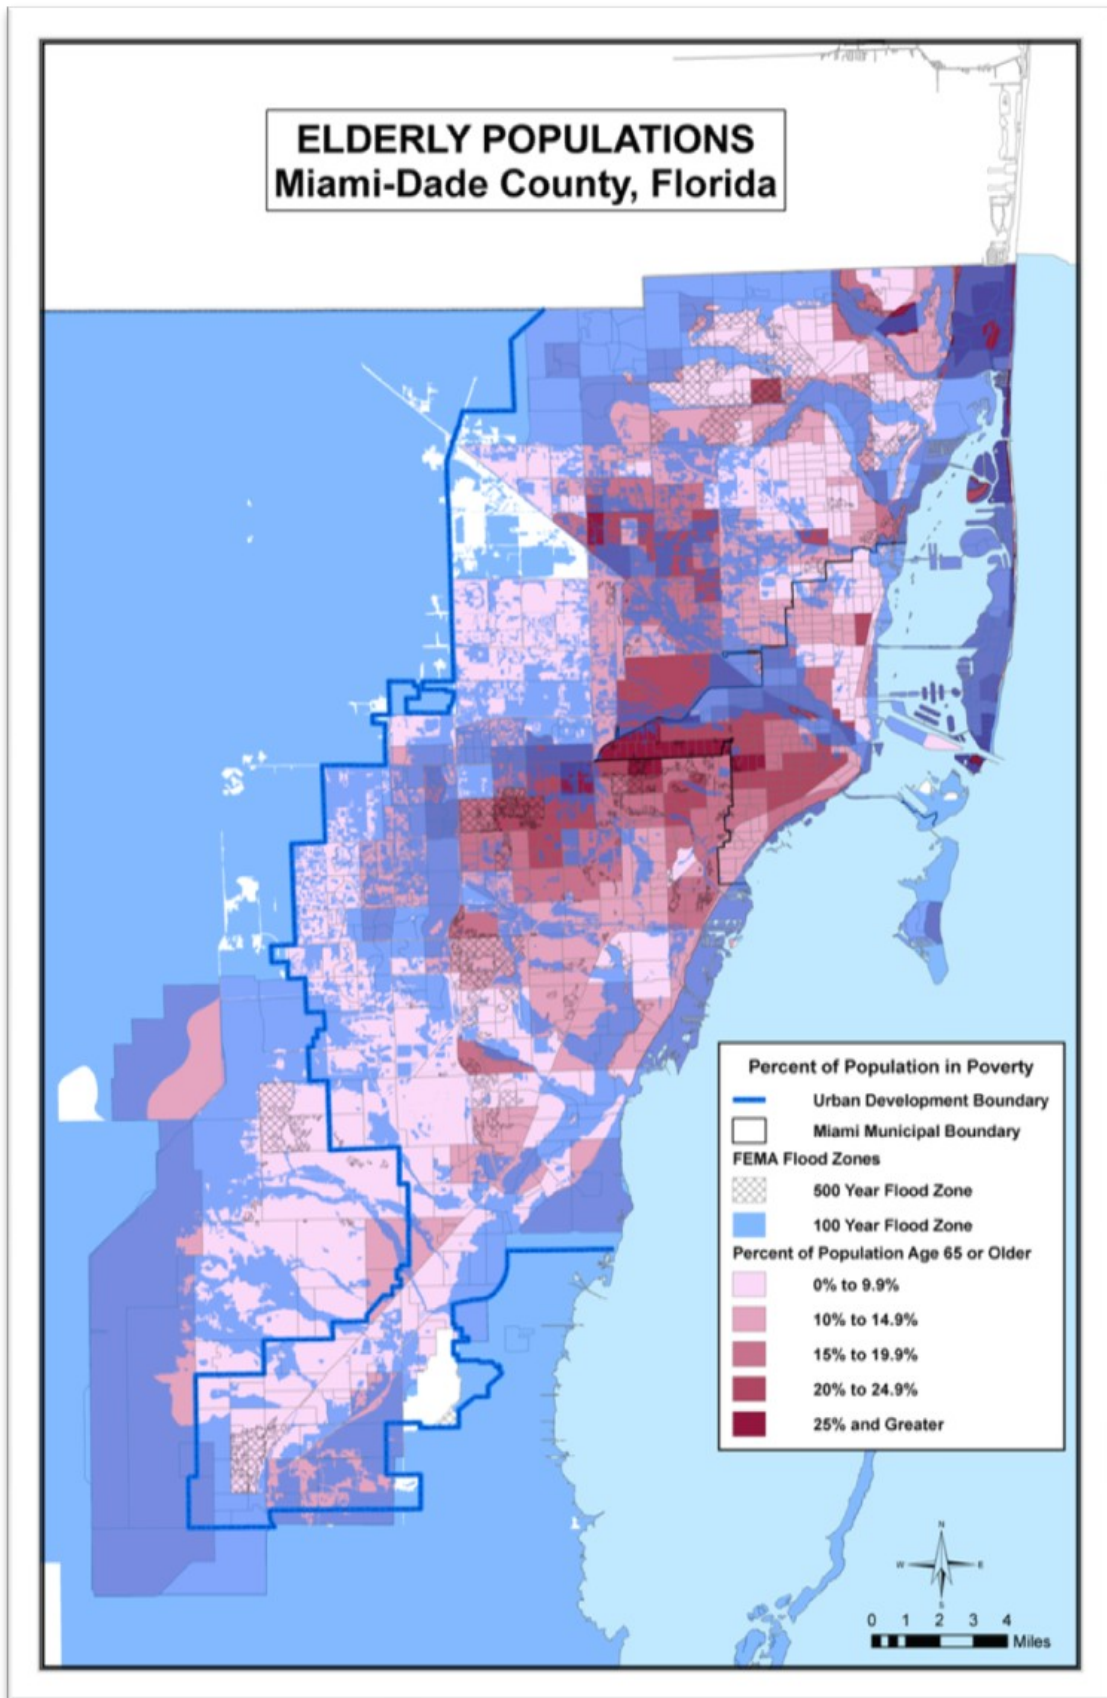 ELDERLY POPULATIONS
Miami-Dade County, Florida
Percent of Population in Poverty
Urban Development Boundary
Miami Municipal Boundary
FEMA Flood Zones
500 Year Flood Zone
100 Year Flood Zone
Percent of Population Age 65 or Older
0% to 9.9%
10% to 14.9%
15% to 19.9%
20% to 24.9%
25% and Greater
N
W E
S
0 1 2 3 4
Miles